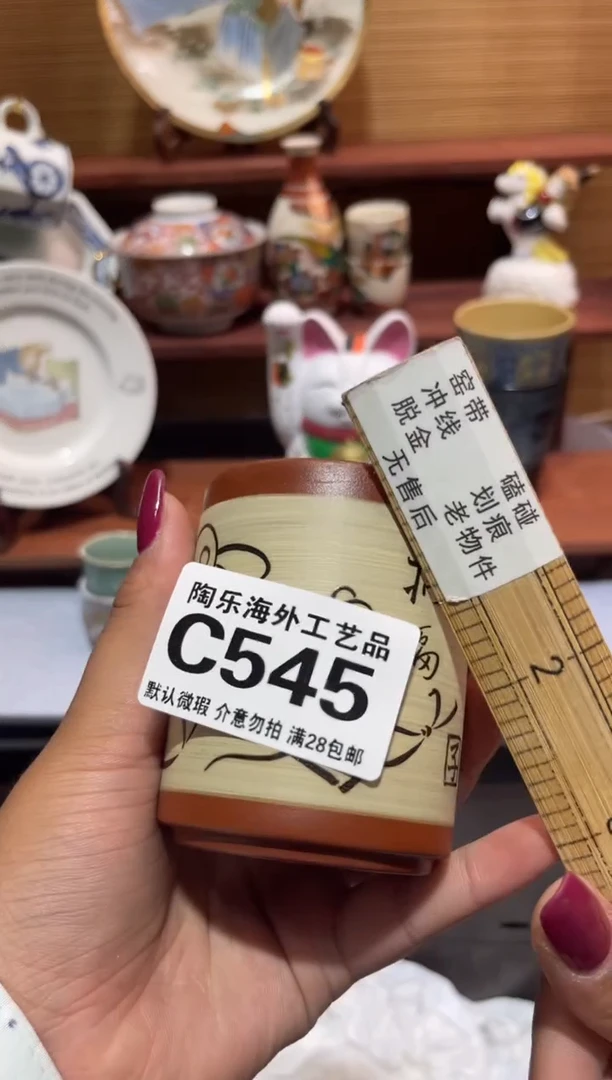 陶乐海外工艺品
C545
默认微瑕 介意勿拍 满28包邮
窑带 磕碰
冲线 划痕
脱金 老物件
无售后
2
福